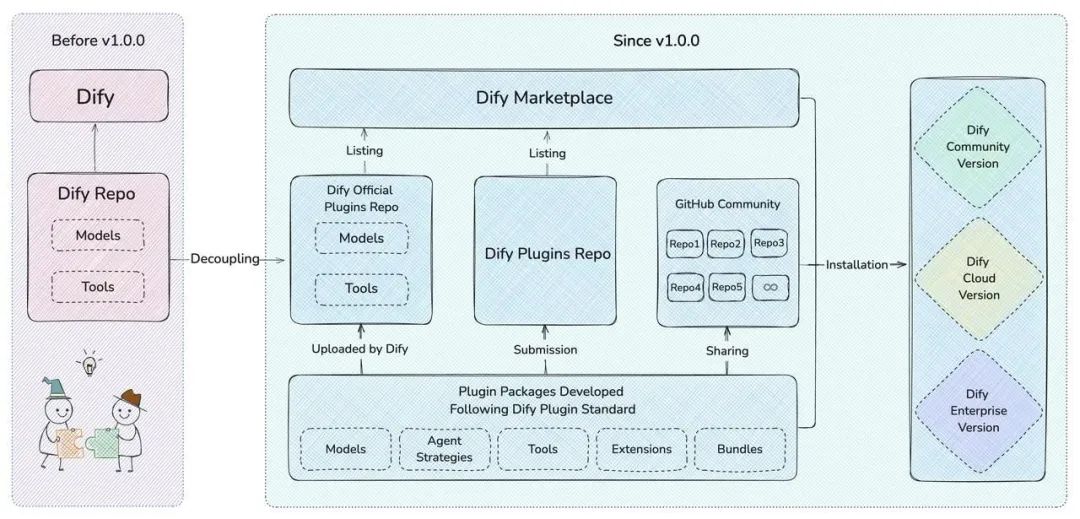 Before v1.0.0
Dify
Dify Repo
Models
Tools
Decoupling
Since v1.0.0
Dify Marketplace
Listing
Listing
Dify Official
Plugins Repo
Models
Tools
Dify Plugins Repo
GitHub Community
Repo1
Repo2
Repo3
Repo4
Repo5
∞
Uploaded by Dify
Submission
Sharing
Plugin Packages Developed
Following Dify Plugin Standard
Models
Agent
Strategies
Tools
Extensions
Bundles
Installation
Dify
Community
Version
Dify
Cloud
Version
Dify
Enterprise
Version